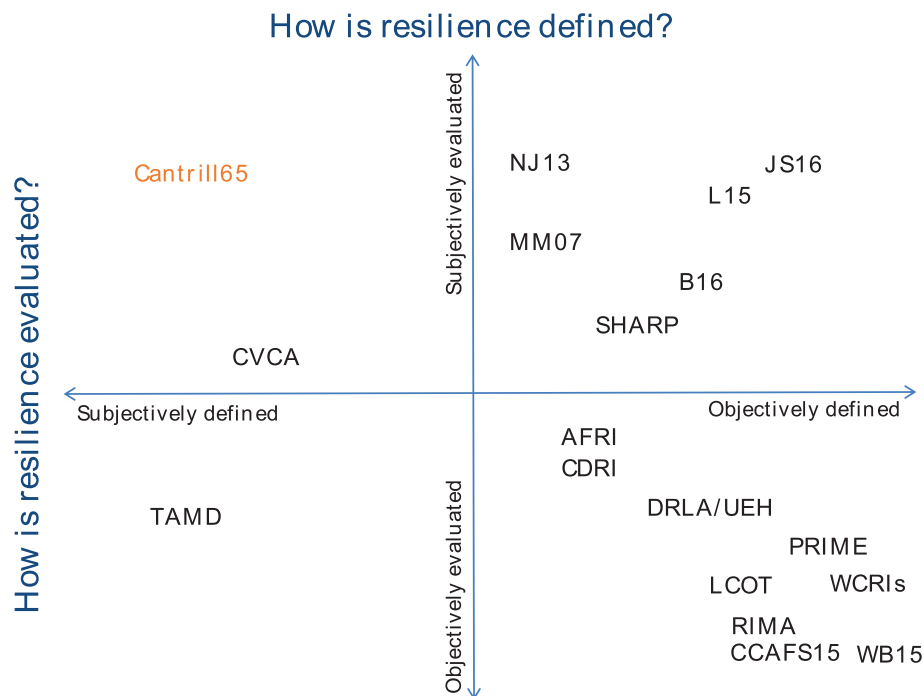 How is resilience defined?
How is resilience evaluated?
Subjectively evaluated
Cantrill65
NJ13
JS16
L15
MM07
B16
SHARP
CVCA
Subjectively defined
Objectively defined
AFRI
CDRI
Objectively evaluated
TAMD
DRLA/UEH
PRIME
LCOT
WCRIs
RIMA
CCAFS15
WB15